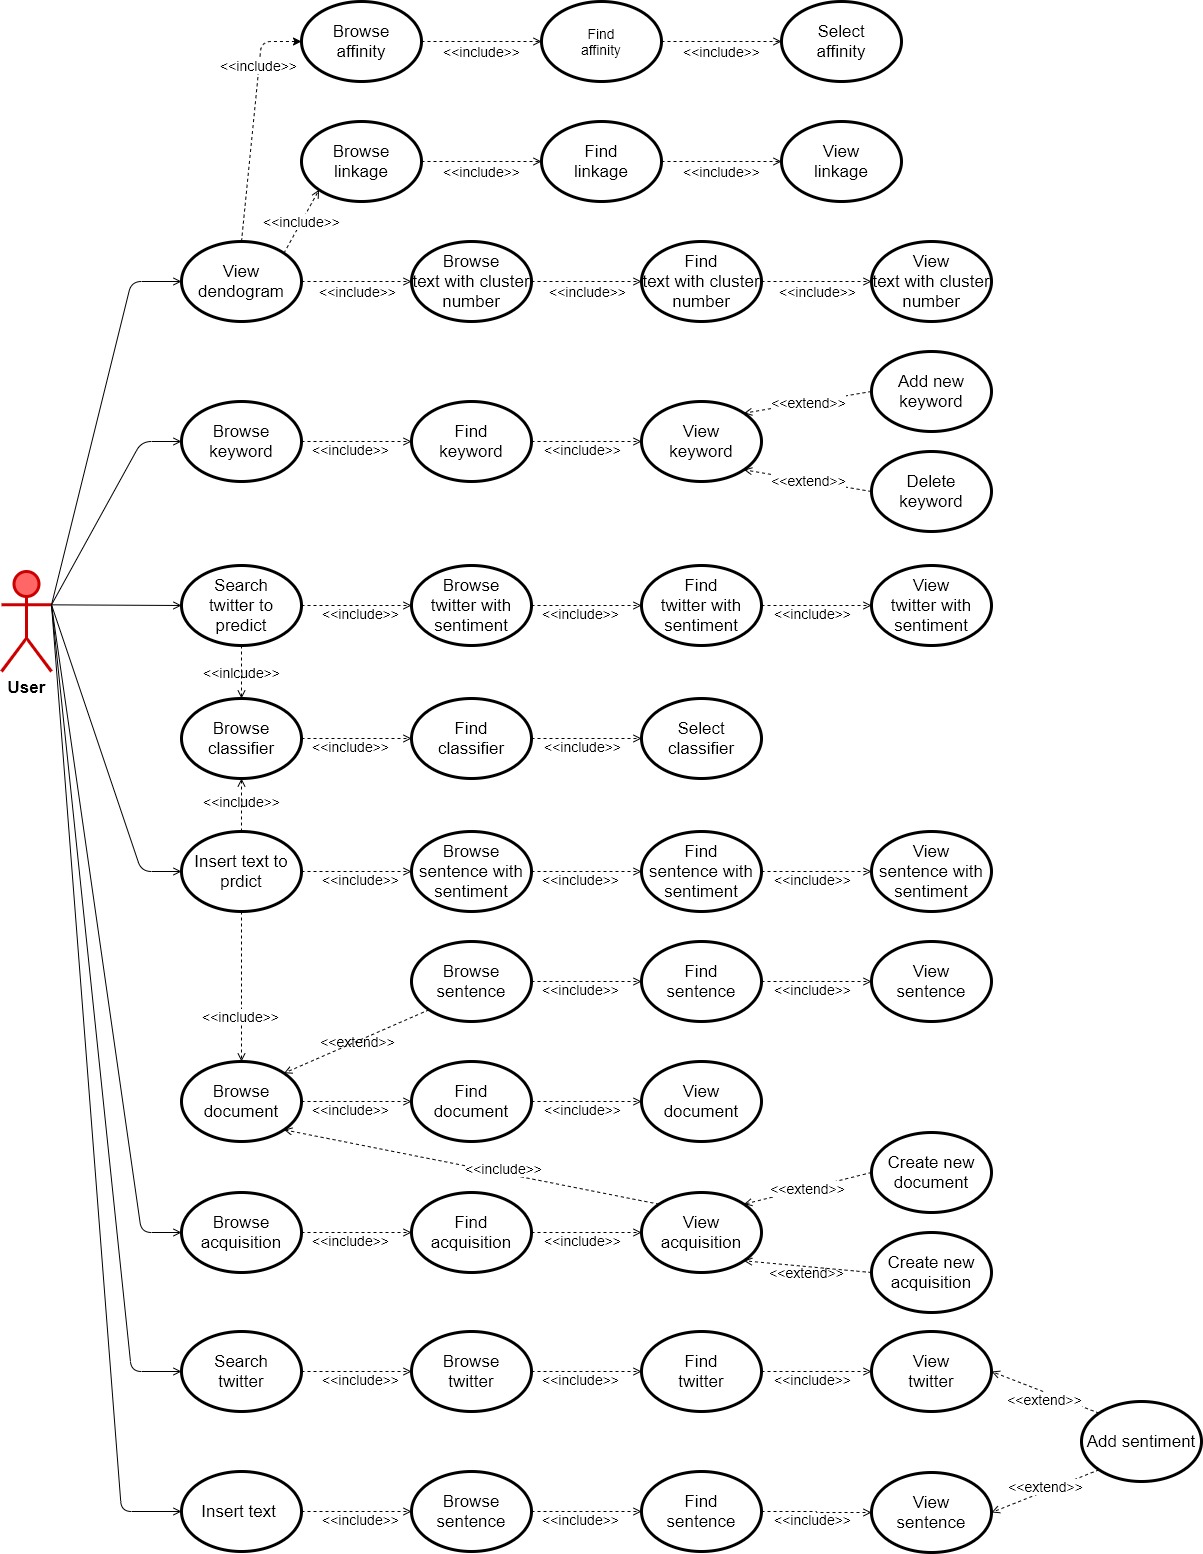 Browse
affinity
<<include>>
Find
affinity
<<include>>
Select
affinity
<<include>>
Browse
linkage
<<include>>
Find
linkage
<<include>>
View
linkage
<<include>>
View
dendogram
<<include>>
Browse
text with cluster
number
<<include>>
Find
text with cluster
number
<<include>>
View
text with cluster
number
Browse
keyword
<<include>>
Find
keyword
<<include>>
View
keyword
<<extend>>
Add new
keyword
<<extend>>
Delete
keyword
User
Search
twitter to
predict
<<include>>
Browse
twitter with
sentiment
<<include>>
Find
twitter with
sentiment
<<include>>
View
twitter with
sentiment
<<inlcude>>
Browse
classifier
<<include>>
Find
classifier
<<include>>
Select
classifier
<<include>>
Insert text to
prdict
<<include>>
Browse
sentence with
sentiment
<<include>>
Find
sentence with
sentiment
<<include>>
View
sentence with
sentiment
<<include>>
Browse
sentence
<<include>>
Find
sentence
<<include>>
View
sentence
<<extend>>
Browse
document
<<include>>
Find
document
<<include>>
View
document
<<include>>
Browse
acquisition
<<include>>
Find
acquisition
<<include>>
View
acquisition
<<extend>>
Create new
document
<<extend>>
Create new
acquisition
Search
twitter
<<include>>
Browse
twitter
<<include>>
Find
twitter
<<include>>
View
twitter
<<extend>>
Add sentiment
<<extend>>
Insert text
<<include>>
Browse
sentence
<<include>>
Find
sentence
<<include>>
View
sentence